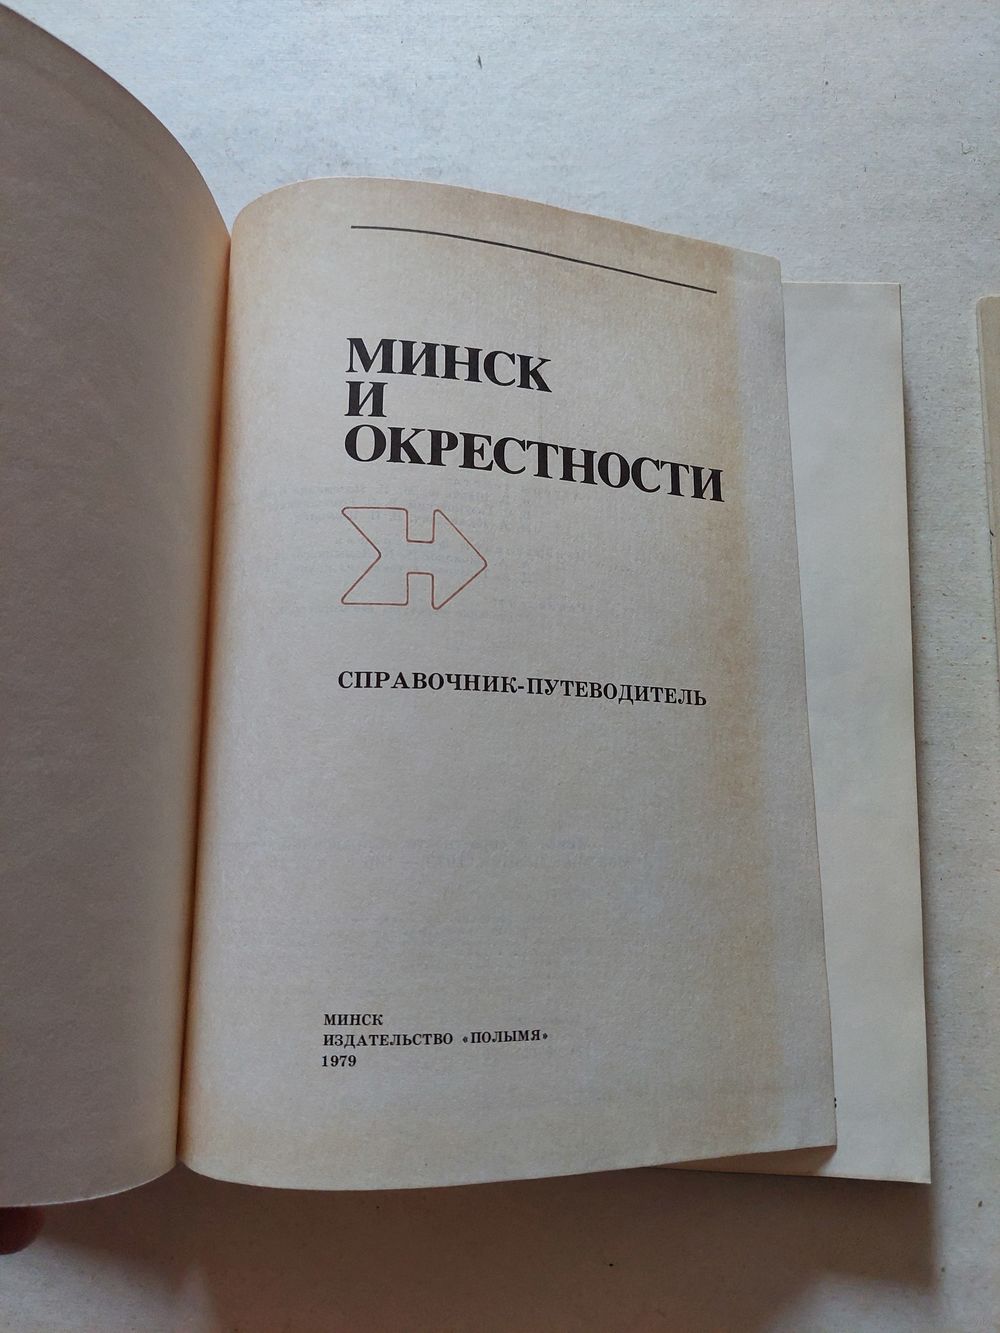 МИНСК
И
ОКРЕСТНОСТИ
СПРАВОЧНИК-ПУТЕВОДИТЕЛЬ
МИНСК
ИЗДАТЕЛЬСТВО «ПОЛЫМЯ»
1979